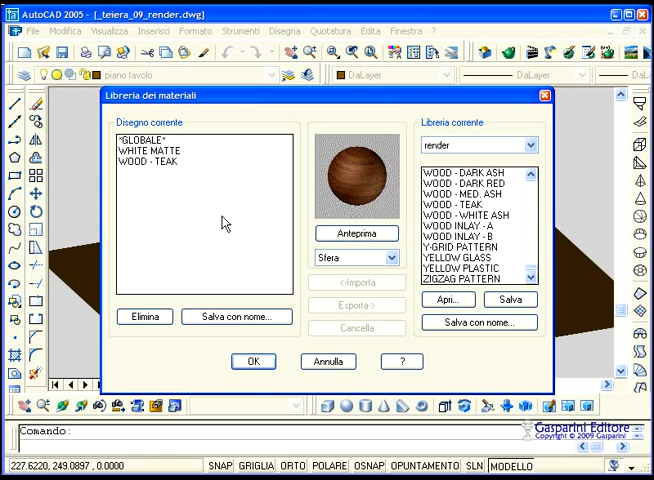 AutoCAD 2005 - [_teiera_09_render.dwg]
File Modifica Visualizza Inserisci Formato Strumenti Disegna Quotatura Edita Finestra ?
piano tavolo DaLayer DaLayer DaLayer
Libreria dei materiali
Disegno corrente
*GLOBALE*
WHITE MATTE
WOOD - TEAK
Elimina Salva con nome...
Anteprima
Sfera
<-Importa
Esporta->
Cancella
Libreria corrente
render
WOOD - DARK ASH
WOOD - DARK RED
WOOD - MED. ASH
WOOD - TEAK
WOOD - WHITE ASH
WOOD INLAY - A
WOOD INLAY - B
Y-GRID PATTERN
YELLOW GLASS
YELLOW PLASTIC
ZIGZAG PATTERN
Apri... Salva
Salva con nome...
OK Annulla ?
Comando:
Gasparini Editore
Copyright © 2009 Gasparini
227.6220, 249.0897, 0.0000 SNAP GRIGLIA ORTO POLARE OSNAP OPUNTAMENTO SLN MODELLO